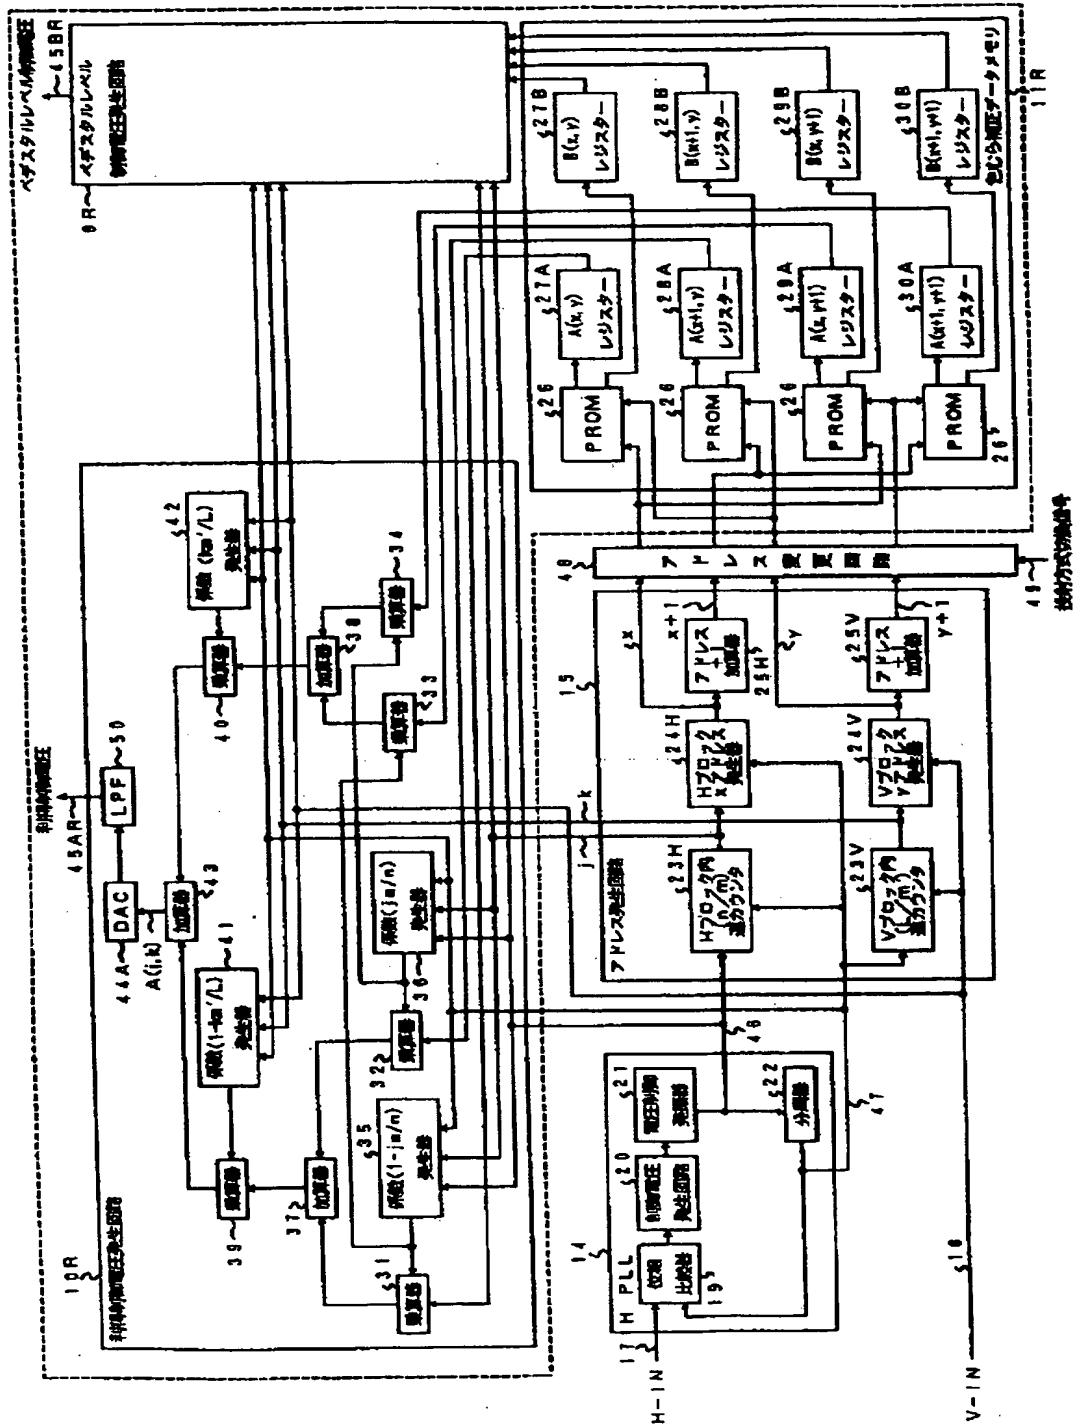 ペデスタルレベル制御電圧
45BR
ペデスタルレベル
制御電圧発生回路
9R
利得制御電圧
45AR
LPF
50
DAC
44A
A(j,k)
加算器
43
10R
利得制御電圧発生回路
係数(km'/L)
発生器
42
乗算器
40
係数(1-km'/L)
発生器
41
乗算器
39
加算器
38
乗算器
34
乗算器
33
係数(jm/n)
発生器
36
乗算器
32
係数(1-jm/n)
発生器
35
加算器
37
乗算器
31
B(x,y)
レジスター
27B
B(x+1,y)
レジスター
28B
B(x,y+1)
レジスター
29B
B(x+1,y+1)
レジスター
30B
A(x,y)
レジスター
27A
A(x+1,y)
レジスター
28A
A(x,y+1)
レジスター
29A
A(x+1,y+1)
レジスター
30A
PROM
26
PROM
26
PROM
26
PROM
26
色むら補正データメモリ
11R
アドレス変更回路
48
49
投射方式切換信号
アドレス発生回路
15
x
x+1
y
y+1
アドレス
+1
加算器
25H
アドレス
+1
加算器
25V
Hブロック
xアドレス
発生器
24H
Vブロック
yアドレス
発生器
24V
j
k
Hブロック内
(n/m)
進カウンタ
23H
Vブロック内
(L/m')
進カウンタ
23V
46
47
H PLL
14
位相
比較器
19
制御電圧
発生回路
20
電圧制御
発振器
21
分周器
22
17
H-IN
16
V-IN